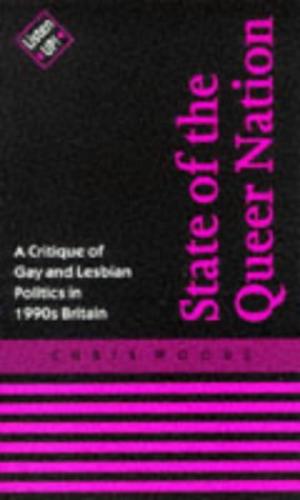 Listen
UP!
State of the
Queer Nation
A Critique of
Gay and Lesbian
Politics in
1990s Britain
CHRIS WOODS